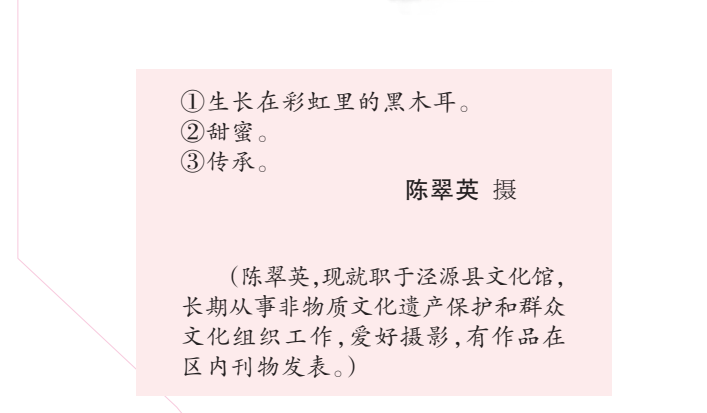 ①生长在彩虹里的黑木耳。
②甜蜜。
③传承。
陈翠英 摄
(陈翠英,现就职于泾源县文化馆,
长期从事非物质文化遗产保护和群众
文化组织工作,爱好摄影,有作品在
区内刊物发表。)